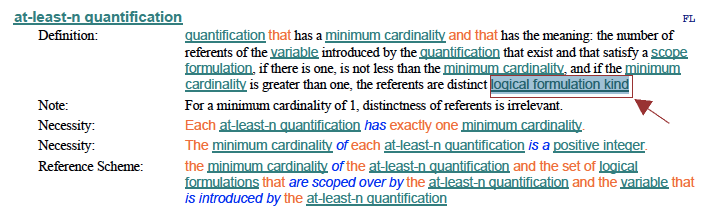 at-least-n quantification FL
Definition: quantification that has a minimum cardinality and that has the meaning: the number of
referents of the variable introduced by the quantification that exist and that satisfy a scope
formulation, if there is one, is not less than the minimum cardinality, and if the minimum
cardinality is greater than one, the referents are distinct logical formulation kind
Note: For a minimum cardinality of 1, distinctness of referents is irrelevant.
Necessity: Each at-least-n quantification has exactly one minimum cardinality.
Necessity: The minimum cardinality of each at-least-n quantification is a positive integer.
Reference Scheme: the minimum cardinality of the at-least-n quantification and the set of logical
formulations that are scoped over by the at-least-n quantification and the variable that
is introduced by the at-least-n quantification